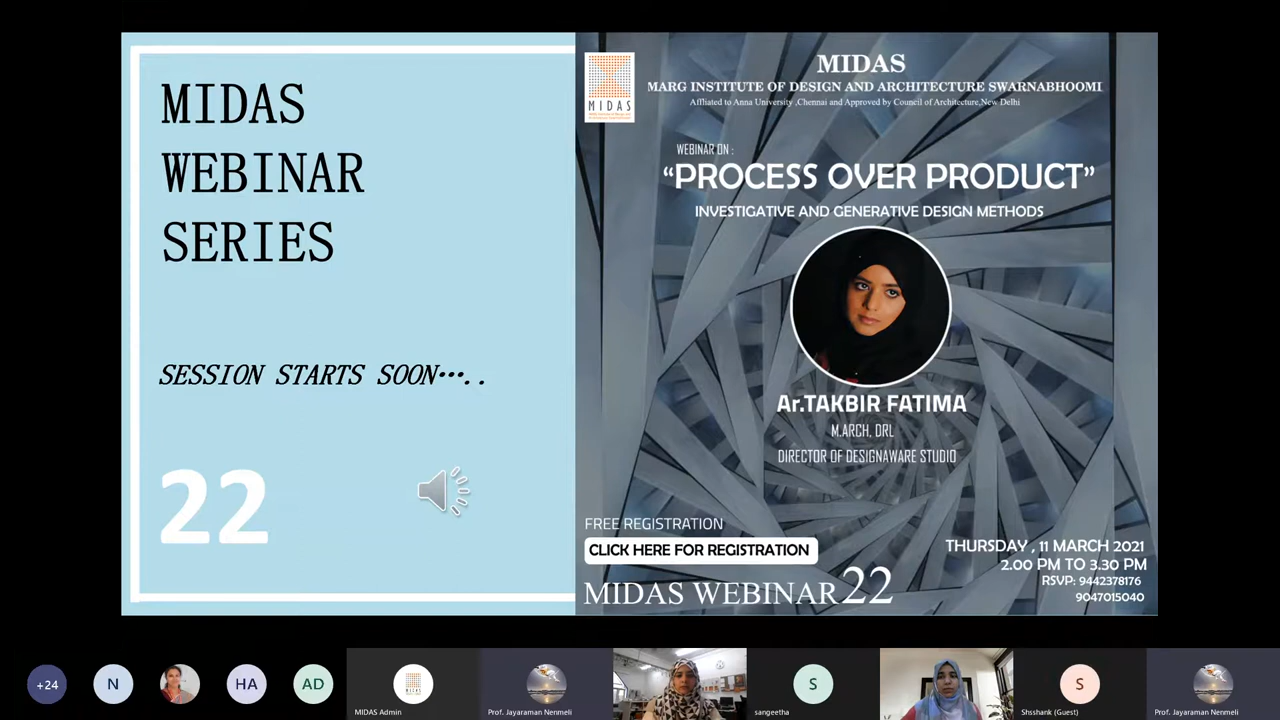 MIDAS
WEBINAR
SERIES
SESSION STARTS SOON…..
22
MIDAS
MIDAS
MARG INSTITUTE OF DESIGN AND ARCHITECTURE SWARNABHOOMI
Affliated to Anna University ,Chennai and Approved by Council of Architecture,New Delhi
WEBINAR ON :
“PROCESS OVER PRODUCT”
INVESTIGATIVE AND GENERATIVE DESIGN METHODS
Ar.TAKBIR FATIMA
M.ARCH, DRL
DIRECTOR OF DESIGNAWARE STUDIO
FREE REGISTRATION
CLICK HERE FOR REGISTRATION
MIDAS WEBINAR 22
THURSDAY , 11 MARCH 2021
2.00 PM TO 3.30 PM
RSVP: 9442378176
9047015040
+24
N
HA
AD
MIDAS Admin
Prof. Jayaraman Nenmeli
S
sangeetha
S
Shsshank (Guest)
Prof. Jayaraman Nenmeli